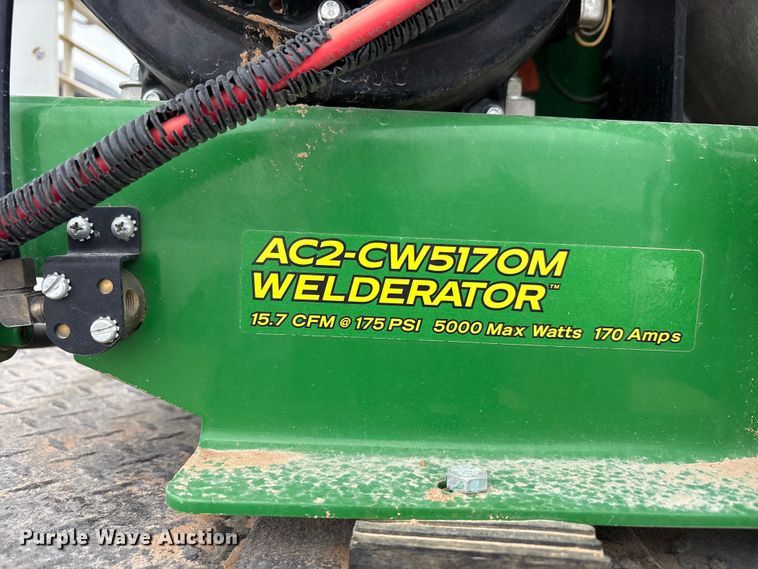 AC2-CW5170M
WELDERATOR™
15.7 CFM @ 175 PSI 5000 Max Watts 170 Amps
Purple Wave Auction